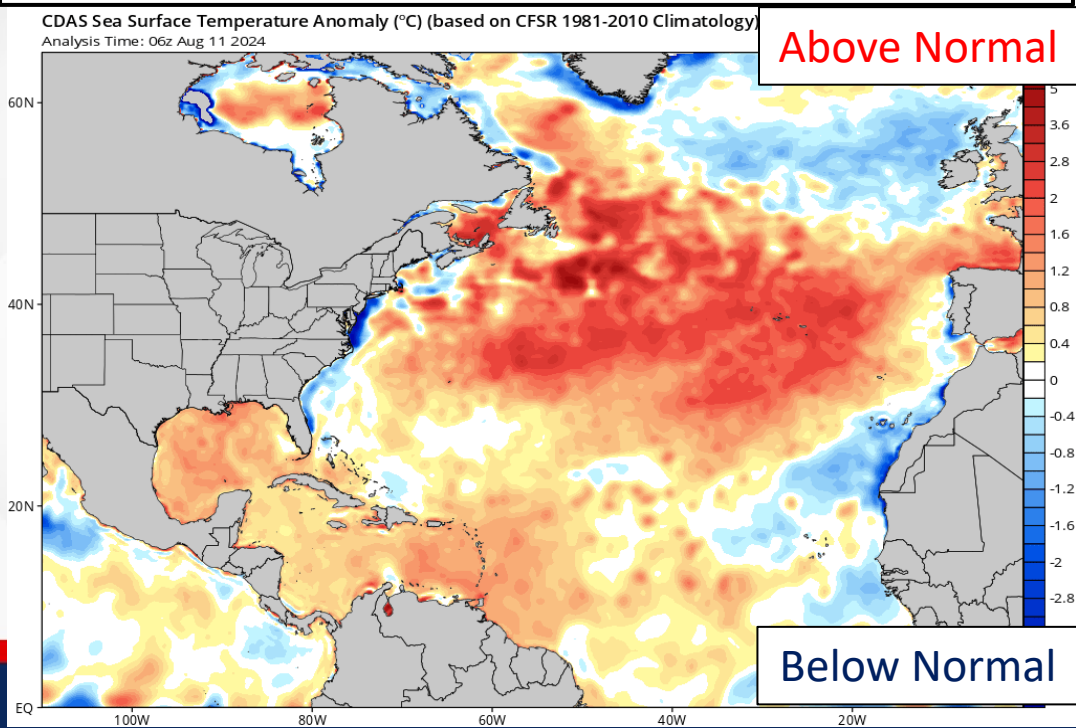 CDAS Sea Surface Temperature Anomaly (°C) (based on CFSR 1981-2010 Climatology)
Analysis Time: 06z Aug 11 2024
Above Normal
60N
40N
20N
EQ
100W
80W
60W
40W
20W
5
3.6
2.8
2
1.6
1.2
0.8
0.4
0
-0.4
-0.8
-1.2
-1.6
-2
-2.8
Below Normal